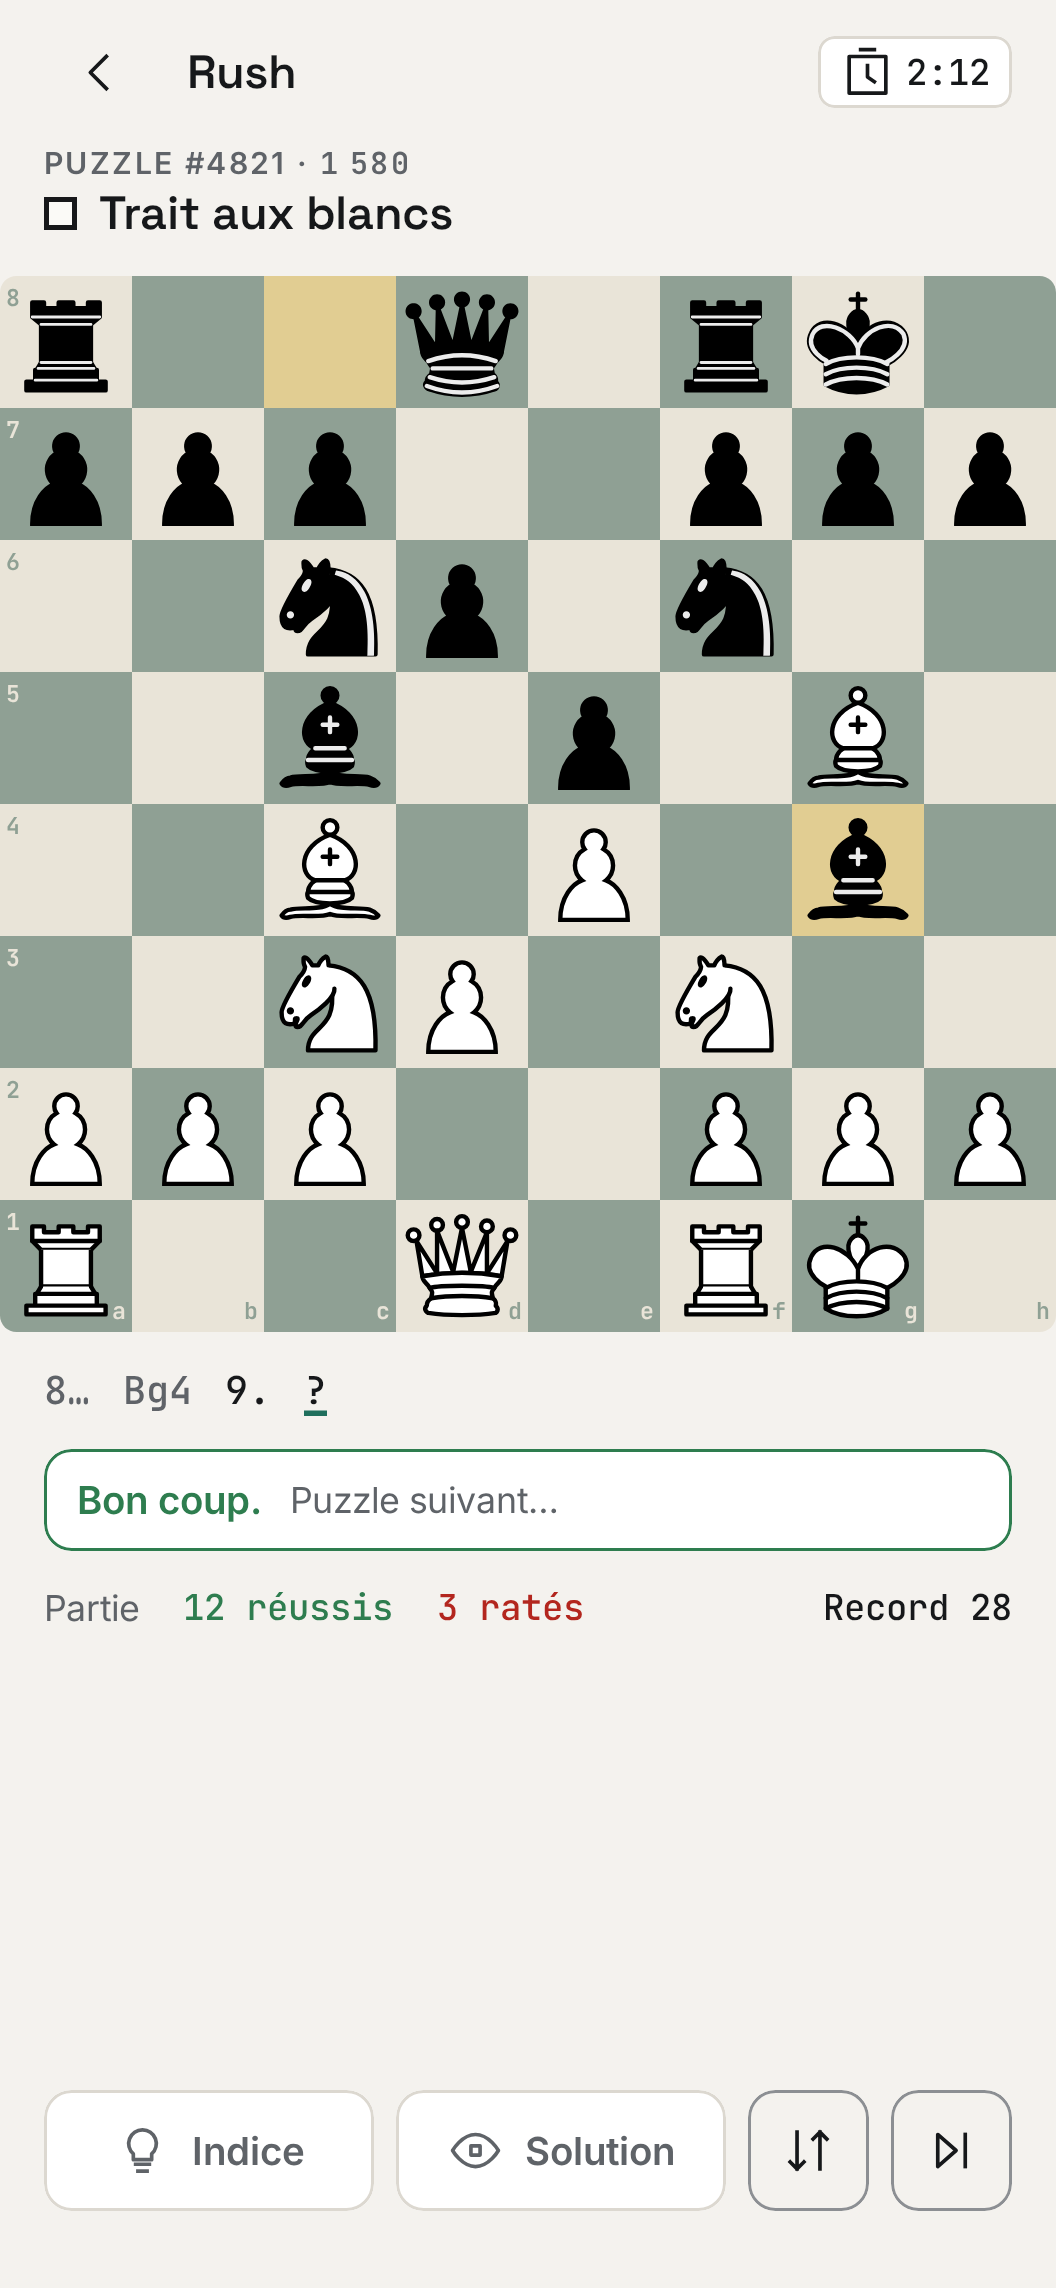 Rush
2:12
PUZZLE #4821 · 1 580
Trait aux blancs
8
7
6
5
4
3
2
1
a b c d e f g h
8… Bg4 9. ?
Bon coup. Puzzle suivant…
Partie 12 réussis 3 ratés Record 28
Indice Solution